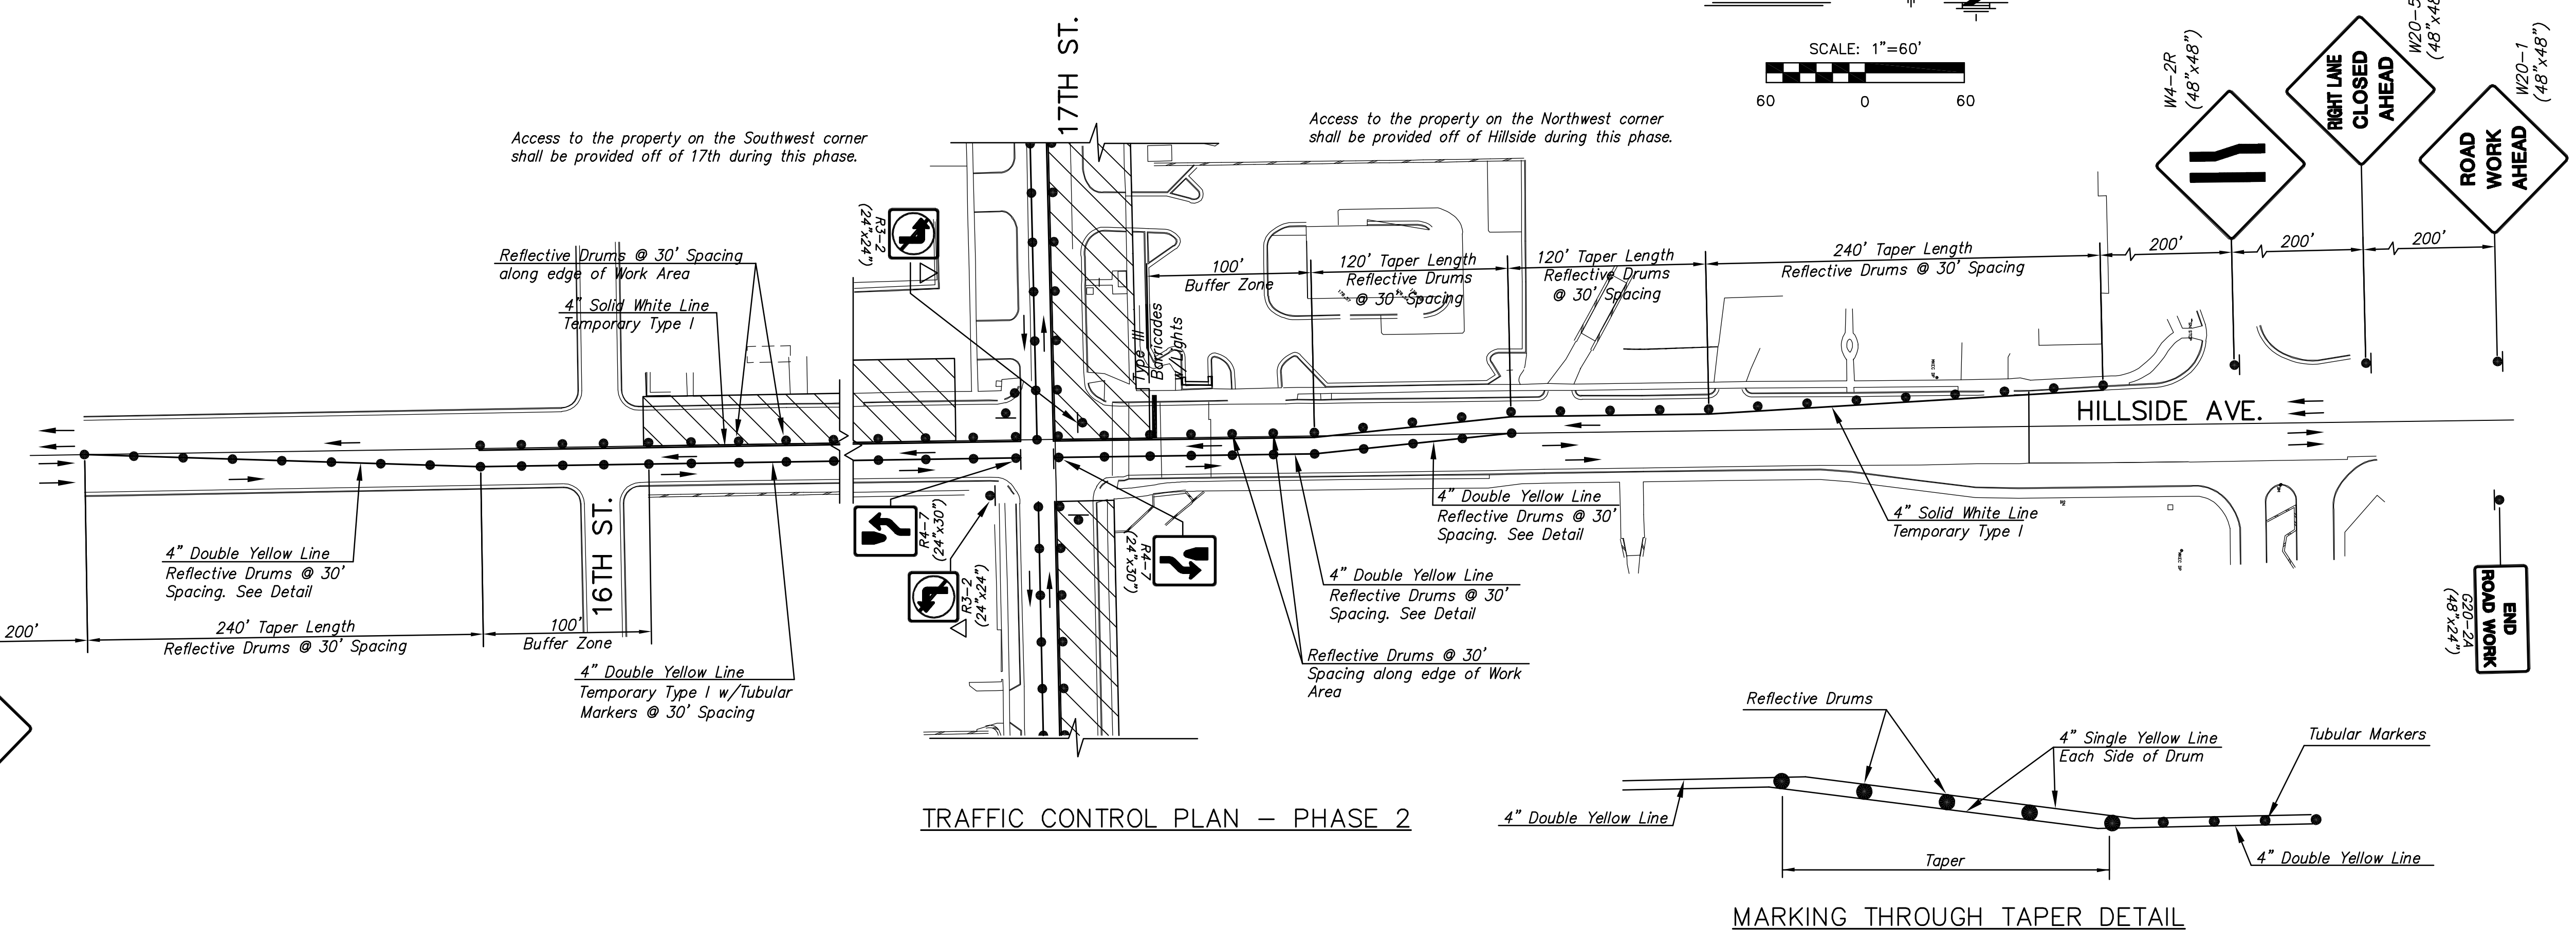 SCALE: 1"=60'
60 0 60
17TH ST.
W4-2R
(48"x48")
W20-5
(48"x48
RIGHT LANE
CLOSED
AHEAD
W20-1
(48"x48")
ROAD
WORK
AHEAD
Access to the property on the Southwest corner
shall be provided off of 17th during this phase.
Access to the property on the Northwest corner
shall be provided off of Hillside during this phase.
R3-2
(24"x24")
Reflective Drums @ 30' Spacing
along edge of Work Area
4" Solid White Line
Temporary Type I
100'
Buffer Zone
120' Taper Length
Reflective Drums
@ 30' Spacing
120' Taper Length
Reflective Drums
@ 30' Spacing
240' Taper Length
Reflective Drums @ 30' Spacing
200'
200'
200'
Type III
Barricades
w/Lights
HILLSIDE AVE.
16TH ST.
R4-7
(24"x30")
R3-2
(24"x24")
R4-7
(24"x30")
4" Double Yellow Line
Reflective Drums @ 30'
Spacing. See Detail
4" Solid White Line
Temporary Type I
4" Double Yellow Line
Reflective Drums @ 30'
Spacing. See Detail
4" Double Yellow Line
Reflective Drums @ 30'
Spacing. See Detail
END
ROAD WORK
G20-2A
(48"x24")
200'
240' Taper Length
Reflective Drums @ 30' Spacing
100'
Buffer Zone
4" Double Yellow Line
Temporary Type I w/Tubular
Markers @ 30' Spacing
Reflective Drums @ 30'
Spacing along edge of Work
Area
TRAFFIC CONTROL PLAN - PHASE 2
Reflective Drums
4" Single Yellow Line
Each Side of Drum
Tubular Markers
4" Double Yellow Line
Taper
4" Double Yellow Line
MARKING THROUGH TAPER DETAIL